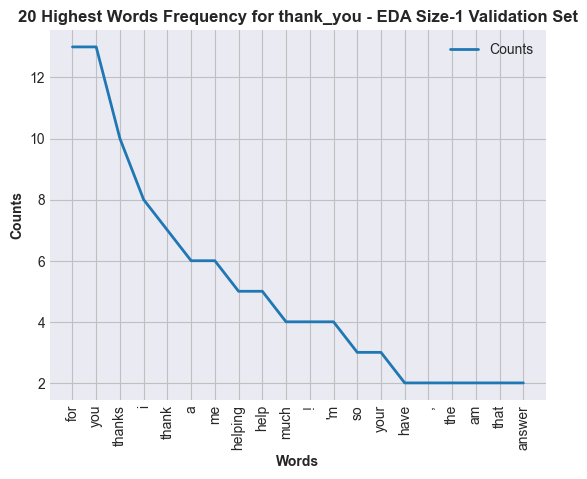 20 Highest Words Frequency for thank_you - EDA Size-1 Validation Set
Counts
12
10
8
6
4
2
Counts
for
you
thanks
i
thank
a
me
helping
help
much
!
'm
so
your
have
,
the
am
that
answer
Words